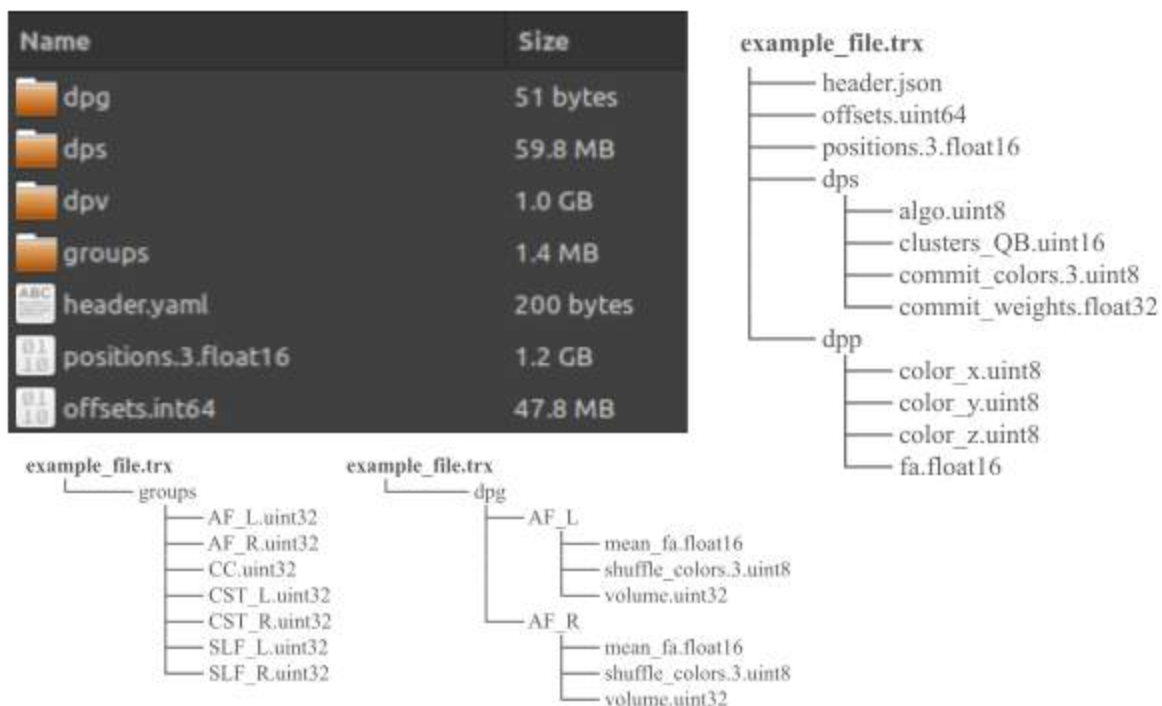 Name Size
dpg 51 bytes
dps 59.8 MB
dpv 1.0 GB
groups 1.4 MB
ABC header.yaml 200 bytes
01
10 positions.3.float16 1.2 GB
01
10 offsets.int64 47.8 MB
example_file.trx
header.json
offsets.uint64
positions.3.float16
dps
algo.uint8
clusters_QB.uint16
commit_colors.3.uint8
commit_weights.float32
dpp
color_x.uint8
color_y.uint8
color_z.uint8
fa.float16
example_file.trx
groups
AF_L.uint32
AF_R.uint32
CC.uint32
CST_L.uint32
CST_R.uint32
SLF_L.uint32
SLF_R.uint32
example_file.trx
dpg
AF_L
mean_fa.float16
shuffle_colors.3.uint8
volume.uint32
AF_R
mean_fa.float16
shuffle_colors.3.uint8
volume.uint32